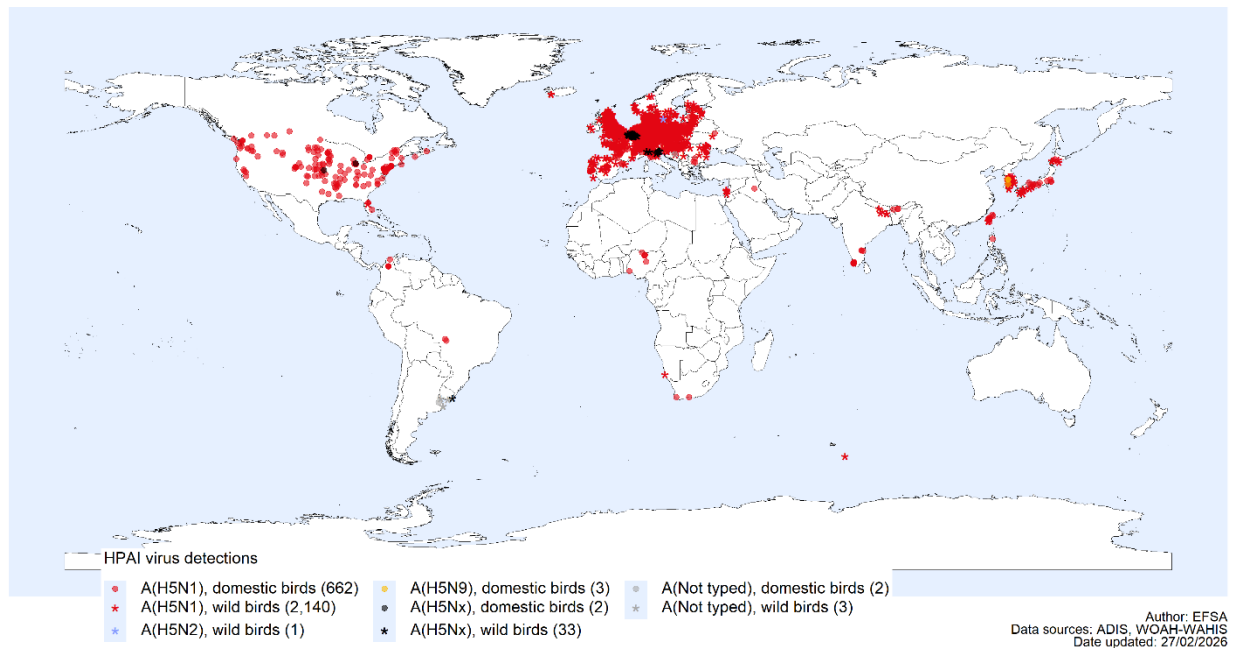 HPAI virus detections
A(H5N1), domestic birds (662)
A(H5N1), wild birds (2,140)
A(H5N2), wild birds (1)
A(H5N9), domestic birds (3)
A(H5Nx), domestic birds (2)
A(H5Nx), wild birds (33)
A(Not typed), domestic birds (2)
A(Not typed), wild birds (3)
Author: EFSA
Data sources: ADIS, WOAH-WAHIS
Date updated: 27/02/2026